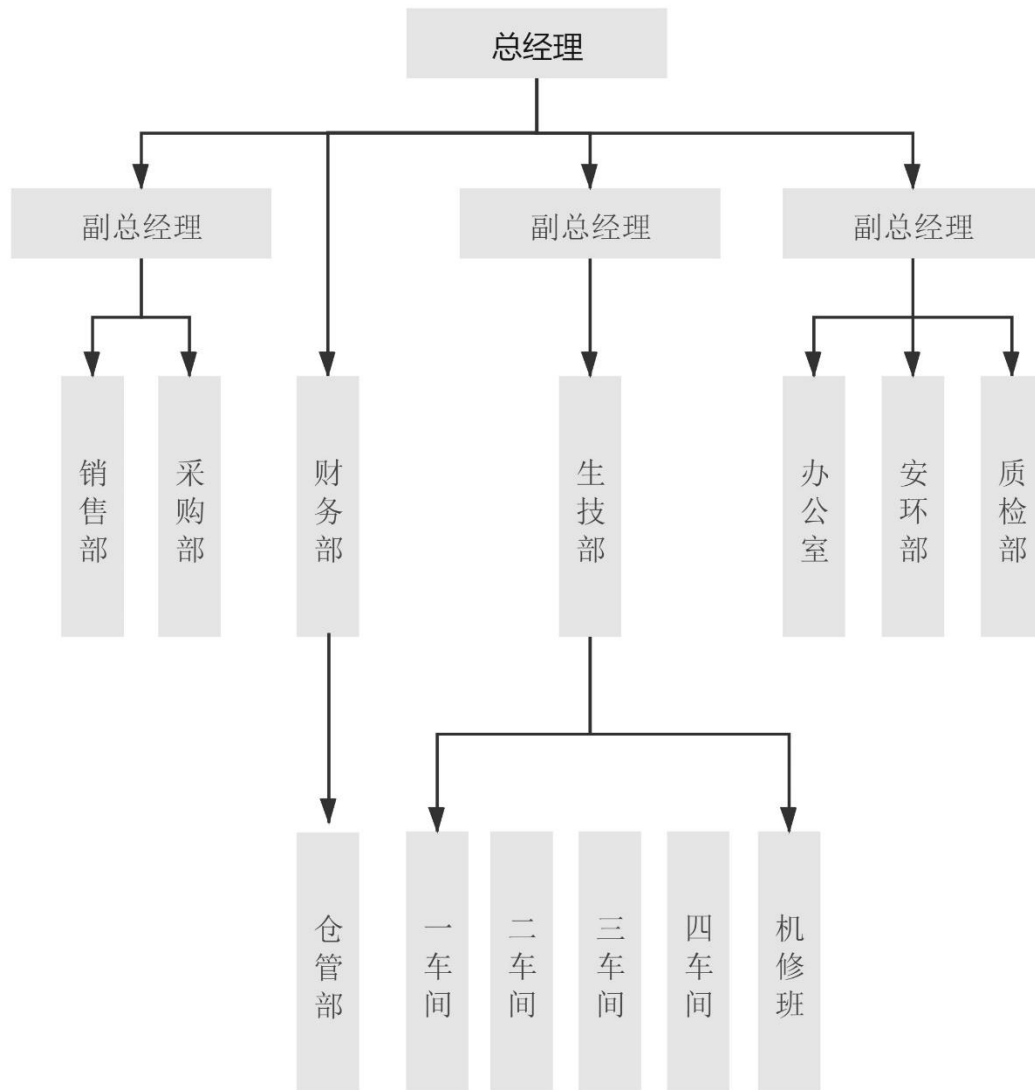 总经理
副总经理
副总经理
副总经理
销售部
采购部
财务部
生技部
办公室
安环部
质检部
仓管部
一车间
二车间
三车间
四车间
机修班